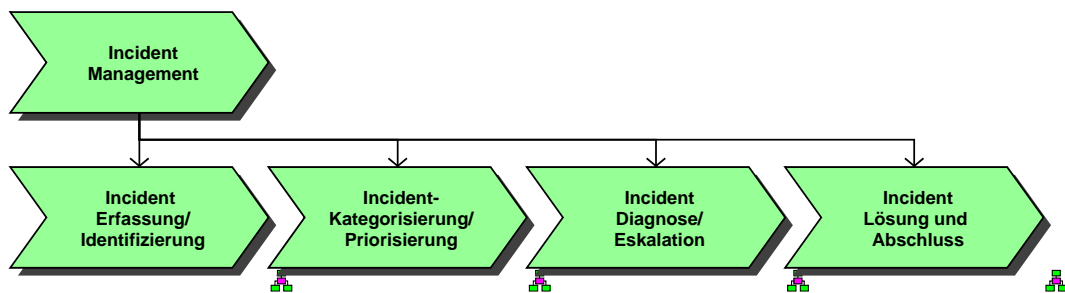 Incident
Management
Incident
Erfassung/
Identifizierung
Incident-
Kategorisierung/
Priorisierung
Incident
Diagnose/
Eskalation
Incident
Lösung und
Abschluss